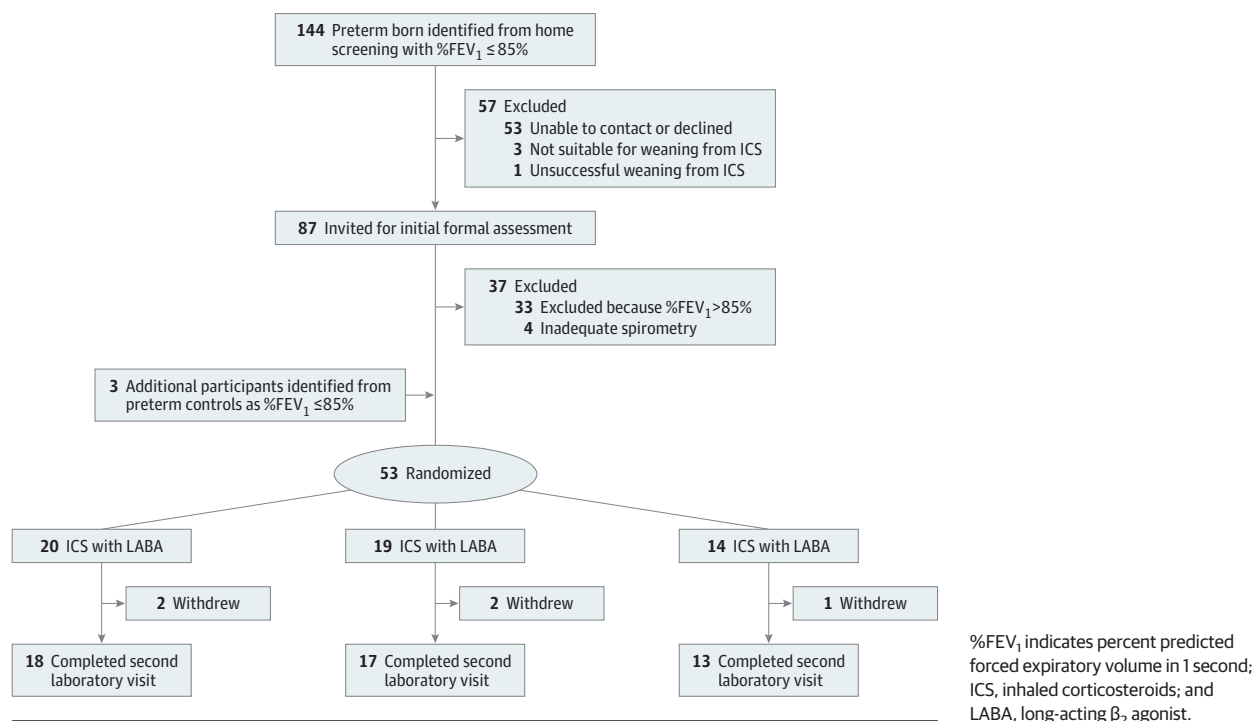 144 Preterm born identified from home
screening with %FEV₁ ≤ 85%
57 Excluded
53 Unable to contact or declined
3 Not suitable for weaning from ICS
1 Unsuccessful weaning from ICS
87 Invited for initial formal assessment
37 Excluded
33 Excluded because %FEV₁>85%
4 Inadequate spirometry
3 Additional participants identified from
preterm controls as %FEV₁ ≤85%
53 Randomized
20 ICS with LABA
19 ICS with LABA
14 ICS with LABA
2 Withdrew
2 Withdrew
1 Withdrew
18 Completed second
laboratory visit
17 Completed second
laboratory visit
13 Completed second
laboratory visit
%FEV₁ indicates percent predicted
forced expiratory volume in 1 second;
ICS, inhaled corticosteroids; and
LABA, long-acting β₂ agonist.